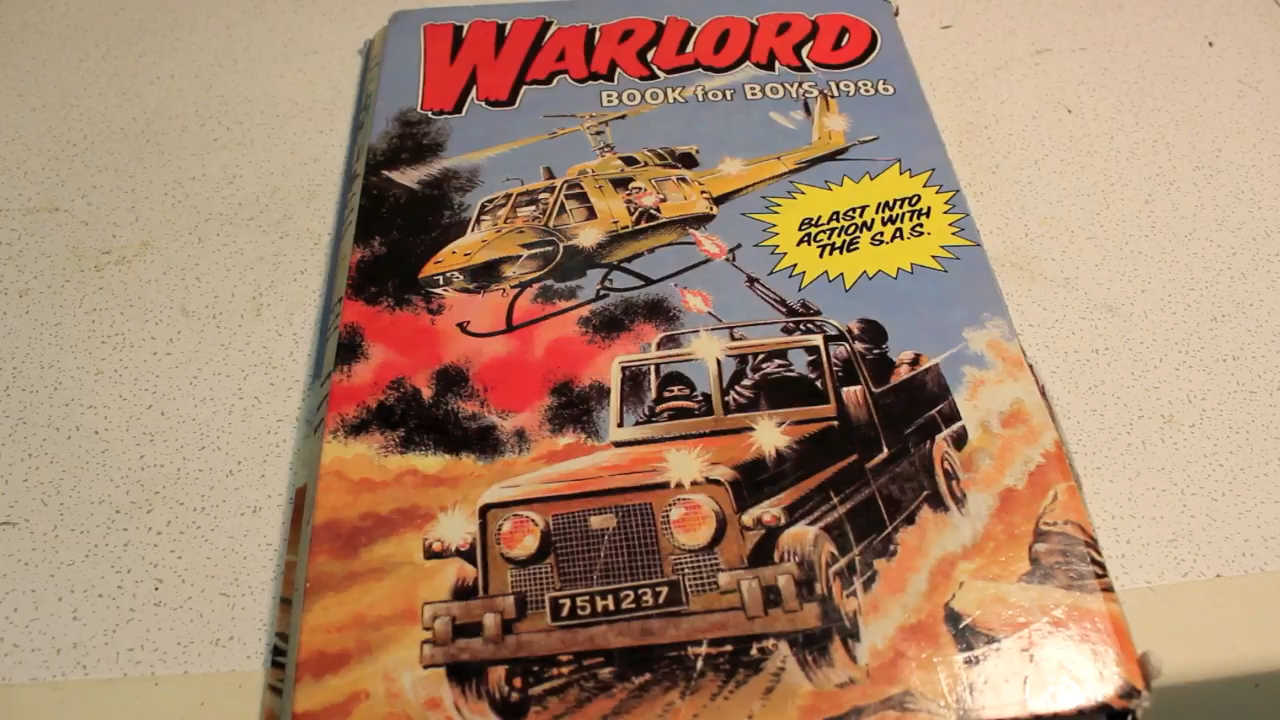 WARLORD
BOOK for BOYS 1986
73
BLAST INTO
ACTION WITH
THE S.A.S.
75H237